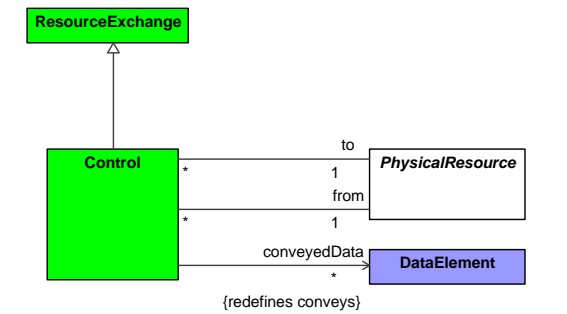 ResourceExchange
Control
to
PhysicalResource
*
1
from
*
1
conveyedData
DataElement
*
{redefines conveys}